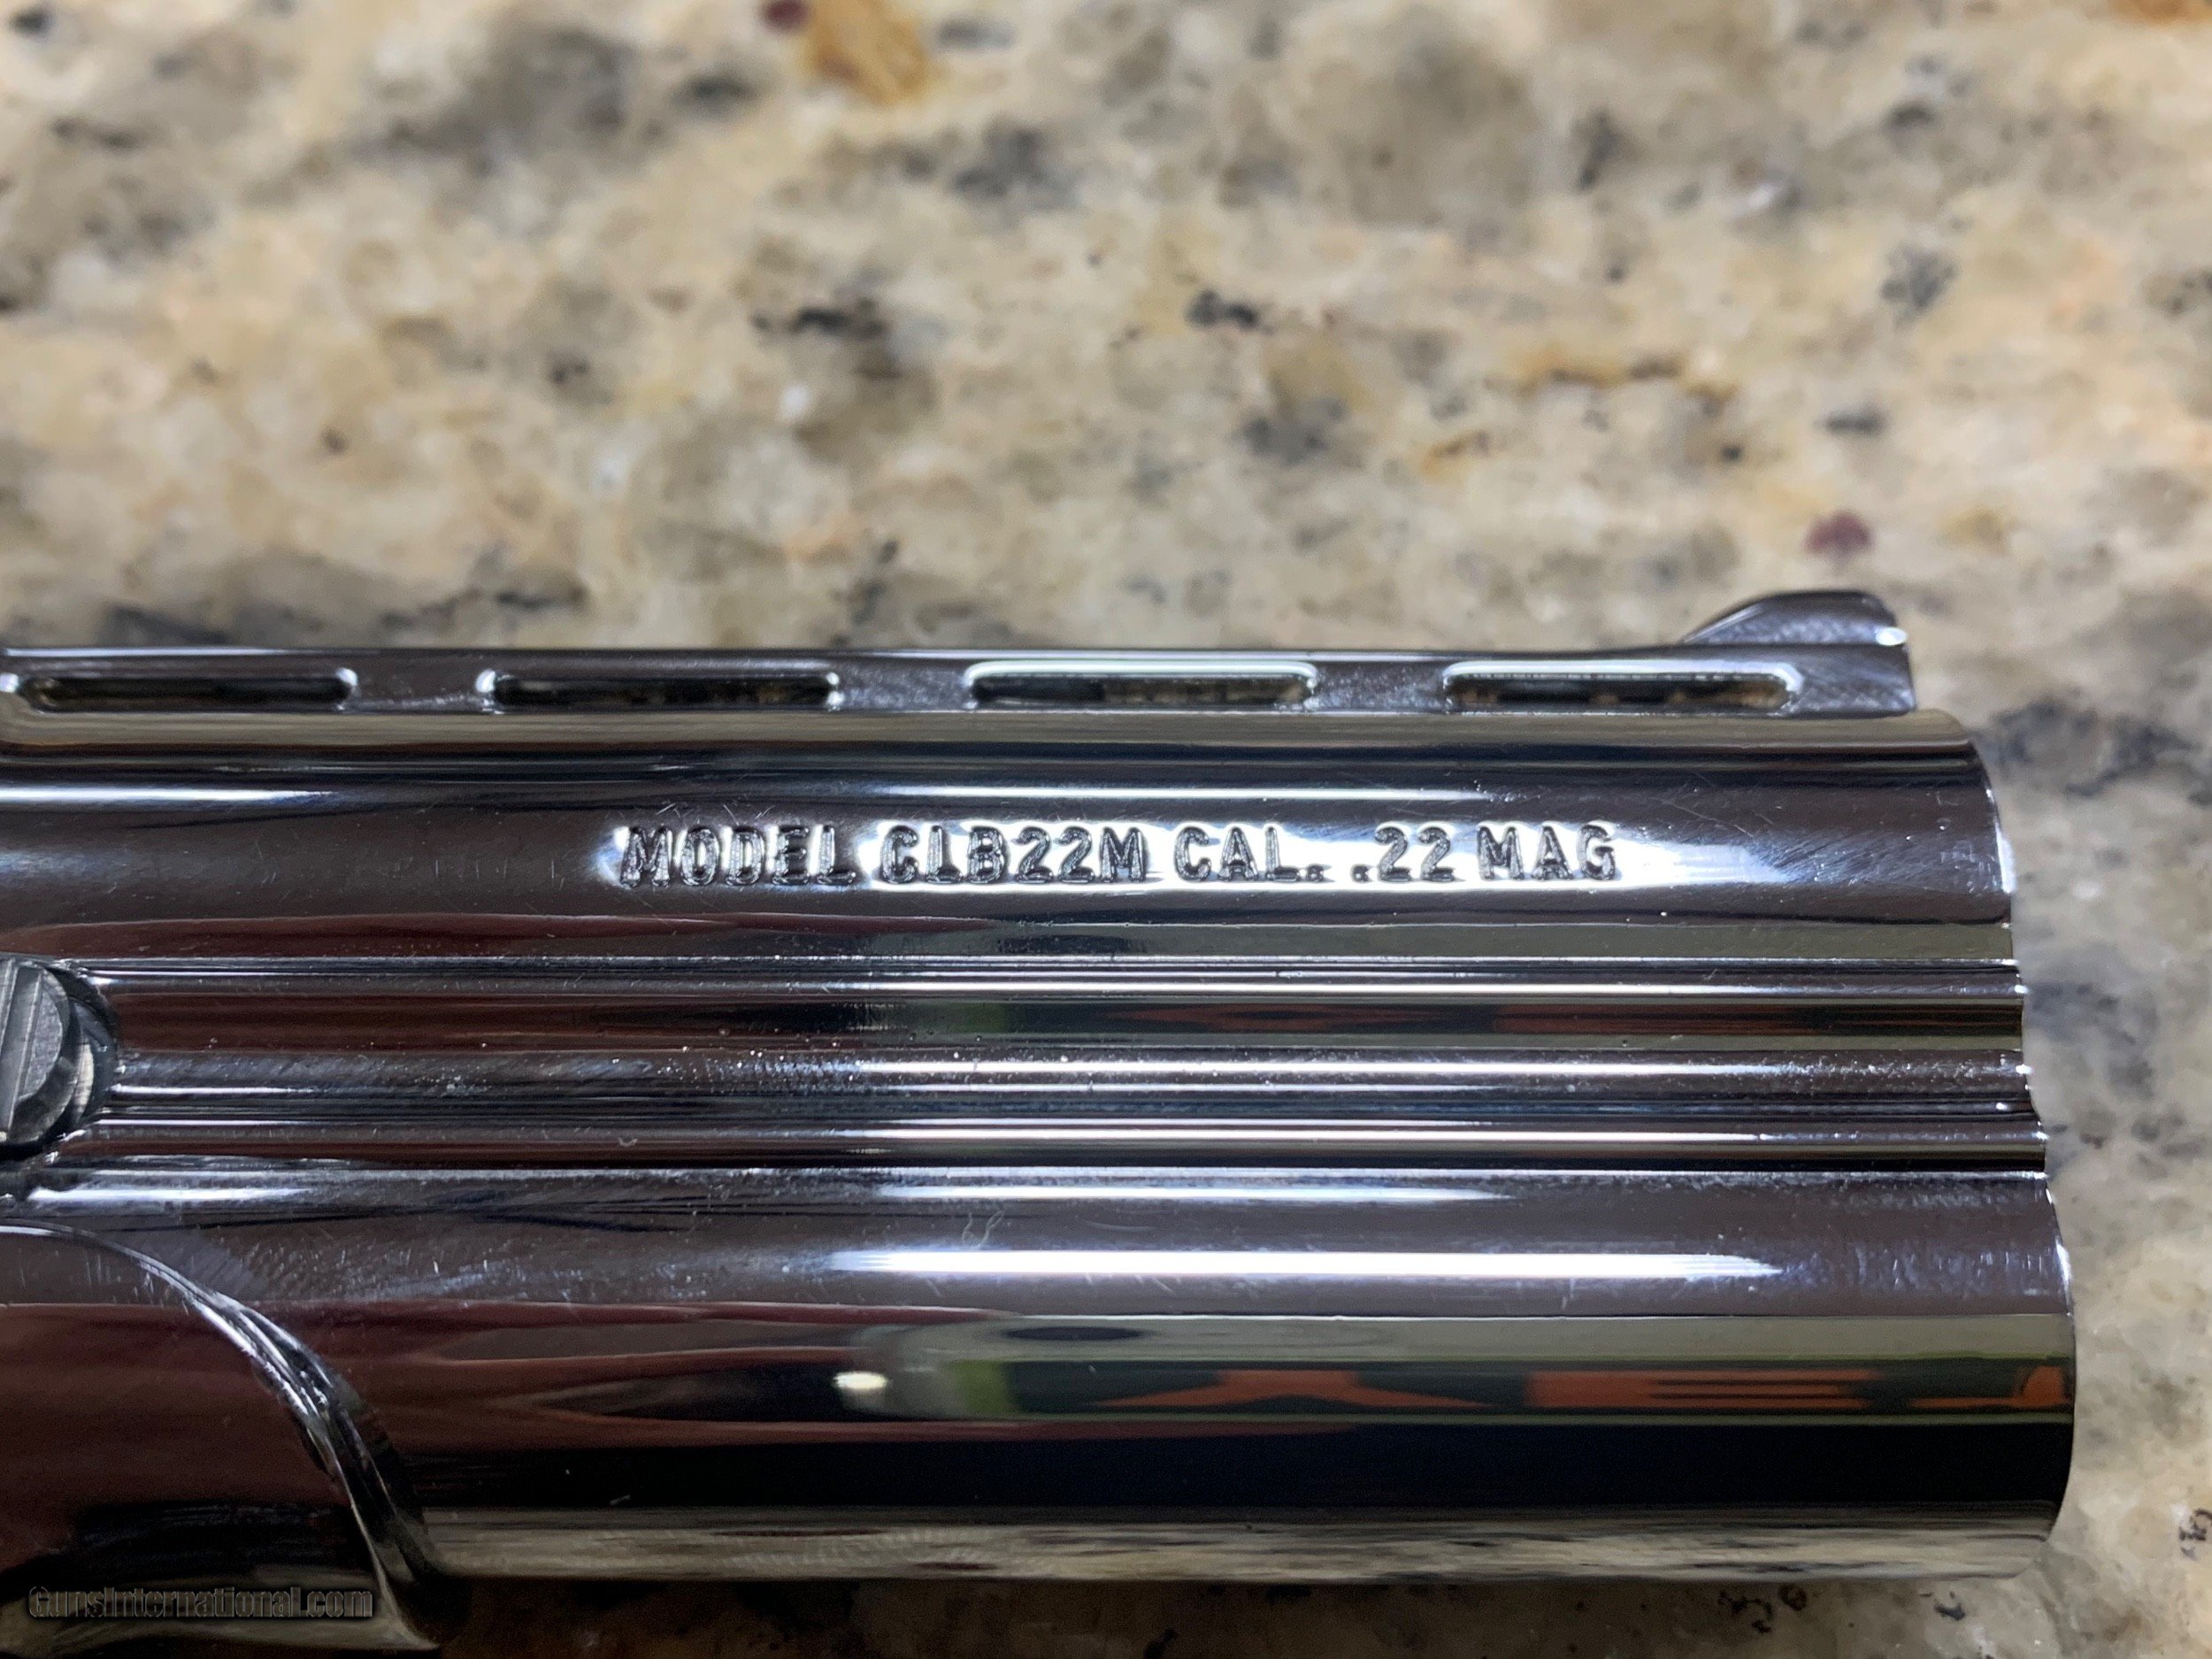 MODEL CLB22M CAL. .22 MAG
GunsInternational.com